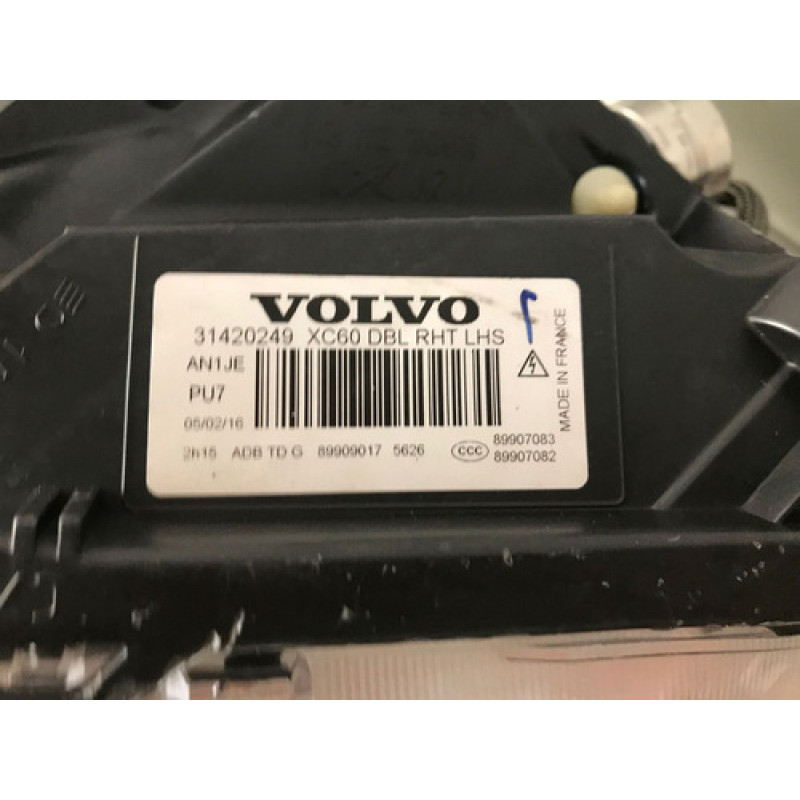 VOLVO
31420249 XC60 DBL RHT LHS
AN1JE
PU7
05/02/16
2h15 ADB TD G 89909017 5626
CCC
89907083
89907082
MADE IN FRANCE